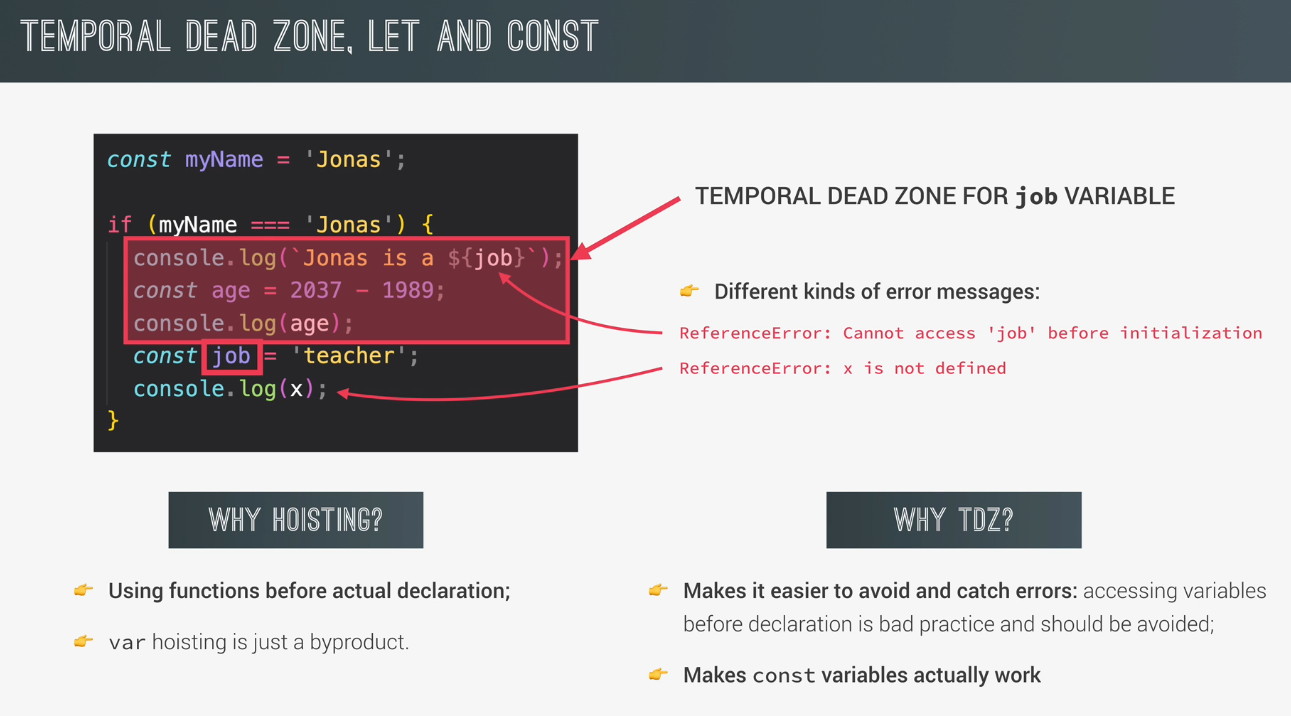 TEMPORAL DEAD ZONE, LET AND CONST
const myName = 'Jonas';
if (myName === 'Jonas') {
console.log(`Jonas is a ${job}`);
const age = 2037 - 1989;
console.log(age);
const job = 'teacher';
console.log(x);
}
TEMPORAL DEAD ZONE FOR job VARIABLE
👉 Different kinds of error messages:
ReferenceError: Cannot access 'job' before initialization
ReferenceError: x is not defined
WHY HOISTING?
👉 Using functions before actual declaration;
👉 var hoisting is just a byproduct.
WHY TDZ?
👉 Makes it easier to avoid and catch errors: accessing variables
before declaration is bad practice and should be avoided;
👉 Makes const variables actually work